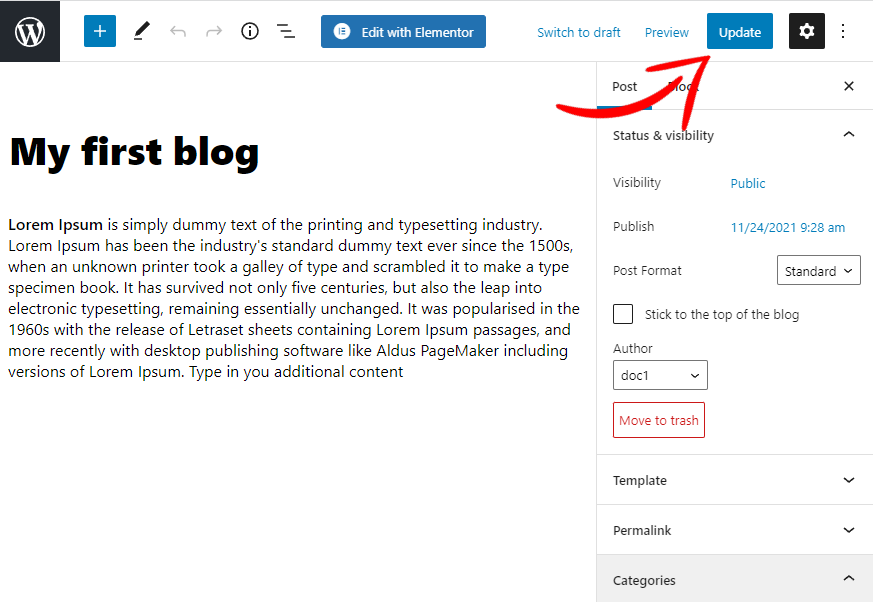 Edit with Elementor
Switch to draft
Preview
Update
Post
Block
My first blog
Lorem Ipsum is simply dummy text of the printing and typesetting industry.
Lorem Ipsum has been the industry's standard dummy text ever since the 1500s,
when an unknown printer took a galley of type and scrambled it to make a type
specimen book. It has survived not only five centuries, but also the leap into
electronic typesetting, remaining essentially unchanged. It was popularised in the
1960s with the release of Letraset sheets containing Lorem Ipsum passages, and
more recently with desktop publishing software like Aldus PageMaker including
versions of Lorem Ipsum. Type in you additional content
Status & visibility
Visibility
Public
Publish
11/24/2021 9:28 am
Post Format
Standard
Stick to the top of the blog
Author
doc1
Move to trash
Template
Permalink
Categories